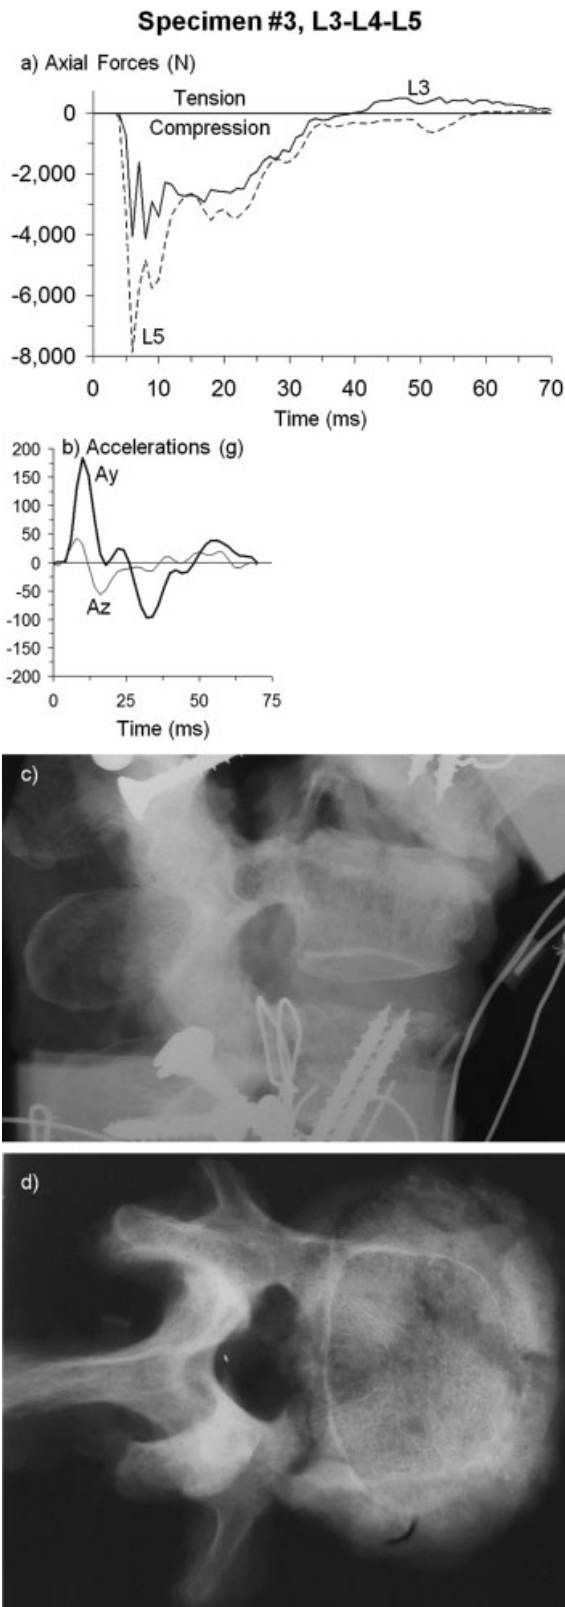 Specimen #3, L3-L4-L5
a) Axial Forces (N)
L3
Tension
0
Compression
-2,000
-4,000
-6,000
L5
-8,000
0 10 20 30 40 50 60 70
Time (ms)
b) Accelerations (g)
200
Ay
150
100
50
0
-50
Az
-100
-150
-200
0 25 50 75
Time (ms)
c)
d)